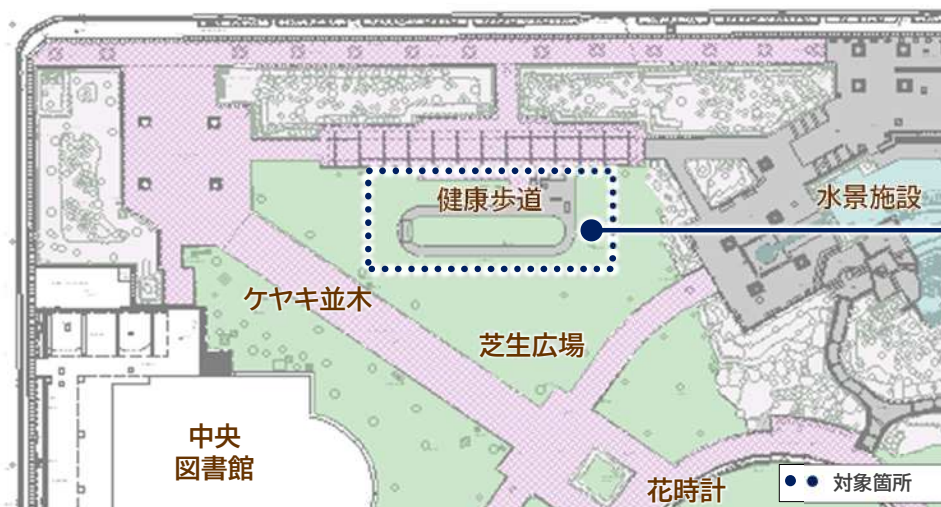 健康歩道
水景施設
ケヤキ並木
芝生広場
中央
図書館
花時計
対象箇所